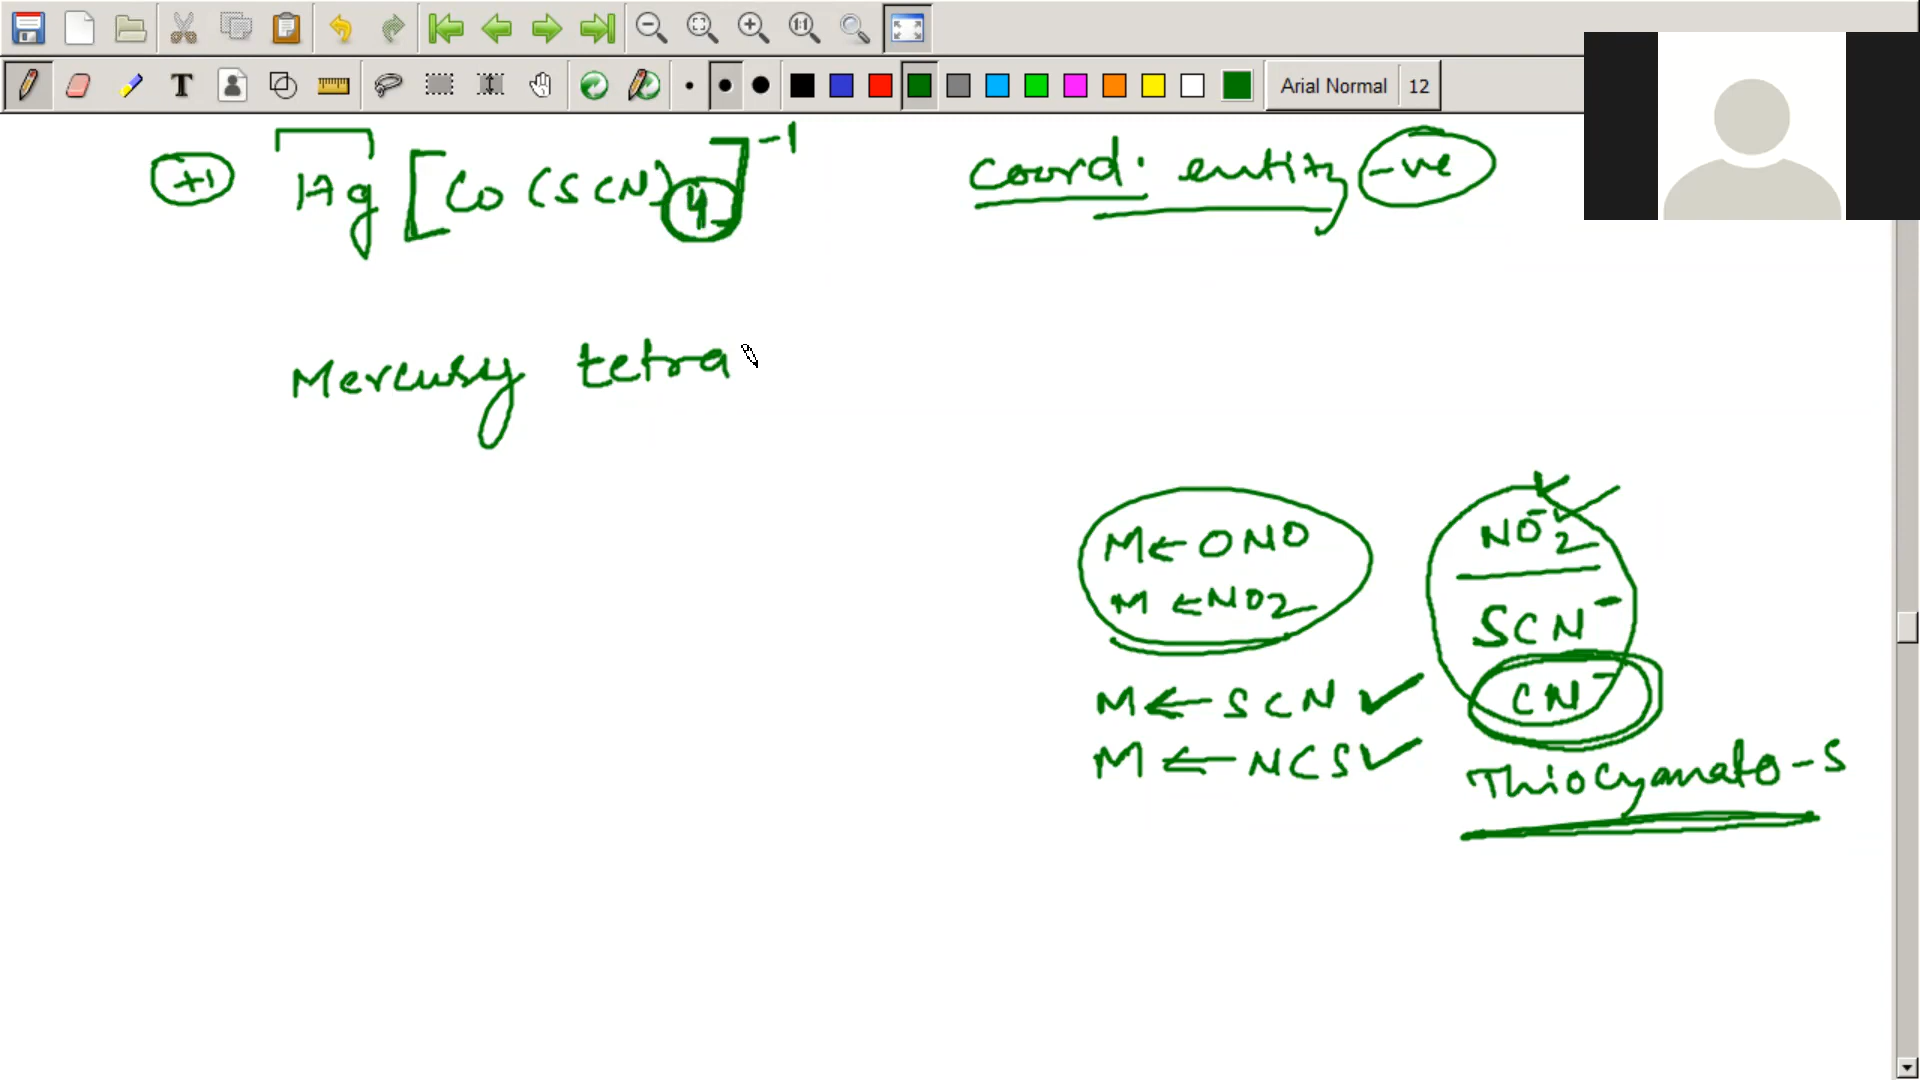 Arial Normal 12
+1 Hg [Co (SCN)4]-1 coord. entity -ve
Mercury tetra
M← ONO
M ←NO2
NO2-
SCN-
CN-
M← SCN ✓
M ← NCS ✓
Thiocyanato-S